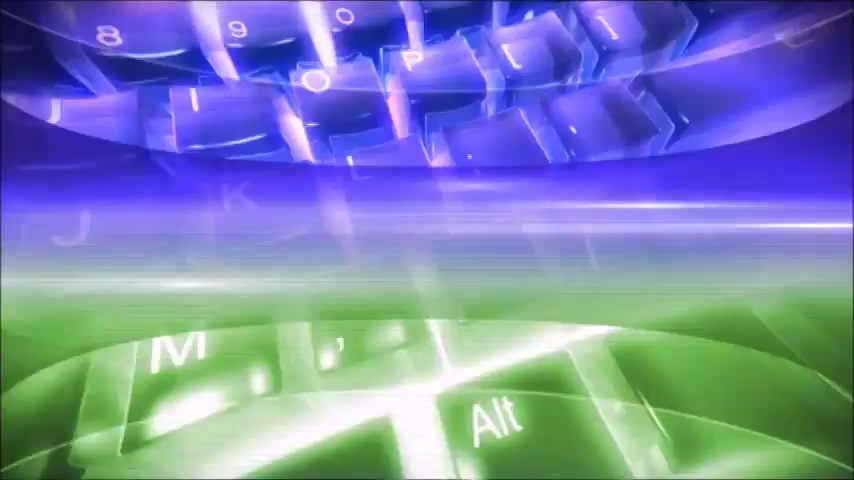 8 9 0
U I O P [ ]
L
J K
M ,
Alt